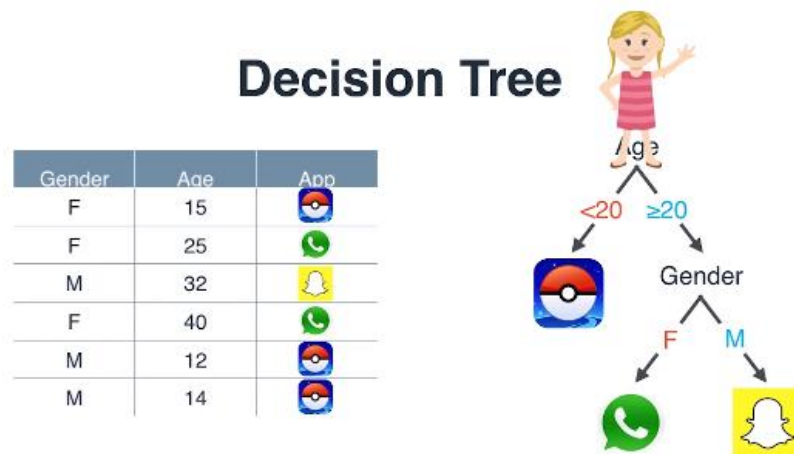 Decision Tree
Gender Age App
F 15
F 25
M 32
F 40
M 12
M 14
Age
<20 ≥20
Gender
F M